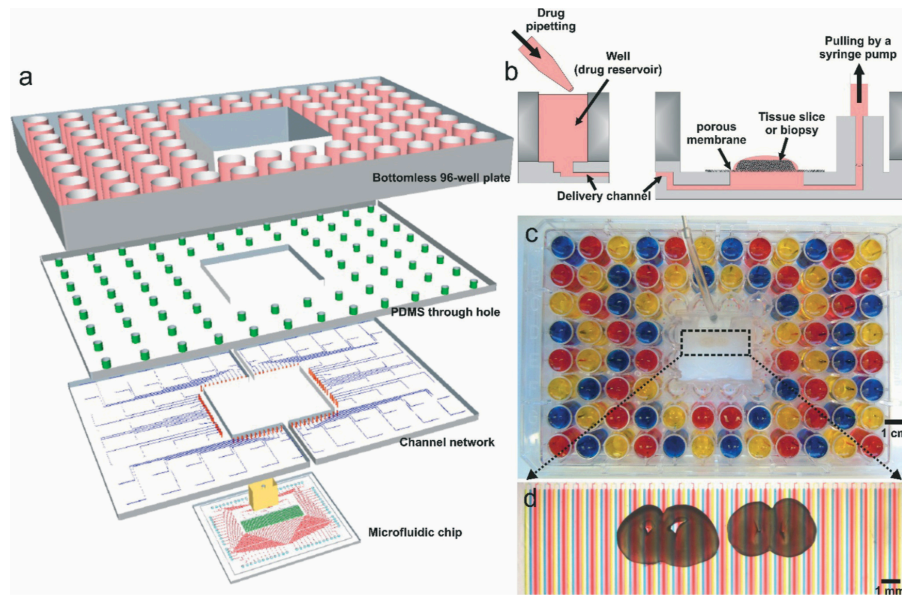 a
Bottomless 96-well plate
PDMS through hole
Channel network
Microfluidic chip
b
Drug
pipetting
Well
(drug reservoir)
porous
membrane
Tissue slice
or biopsy
Pulling by a
syringe pump
Delivery channel
c
1 cm
d
1 mm